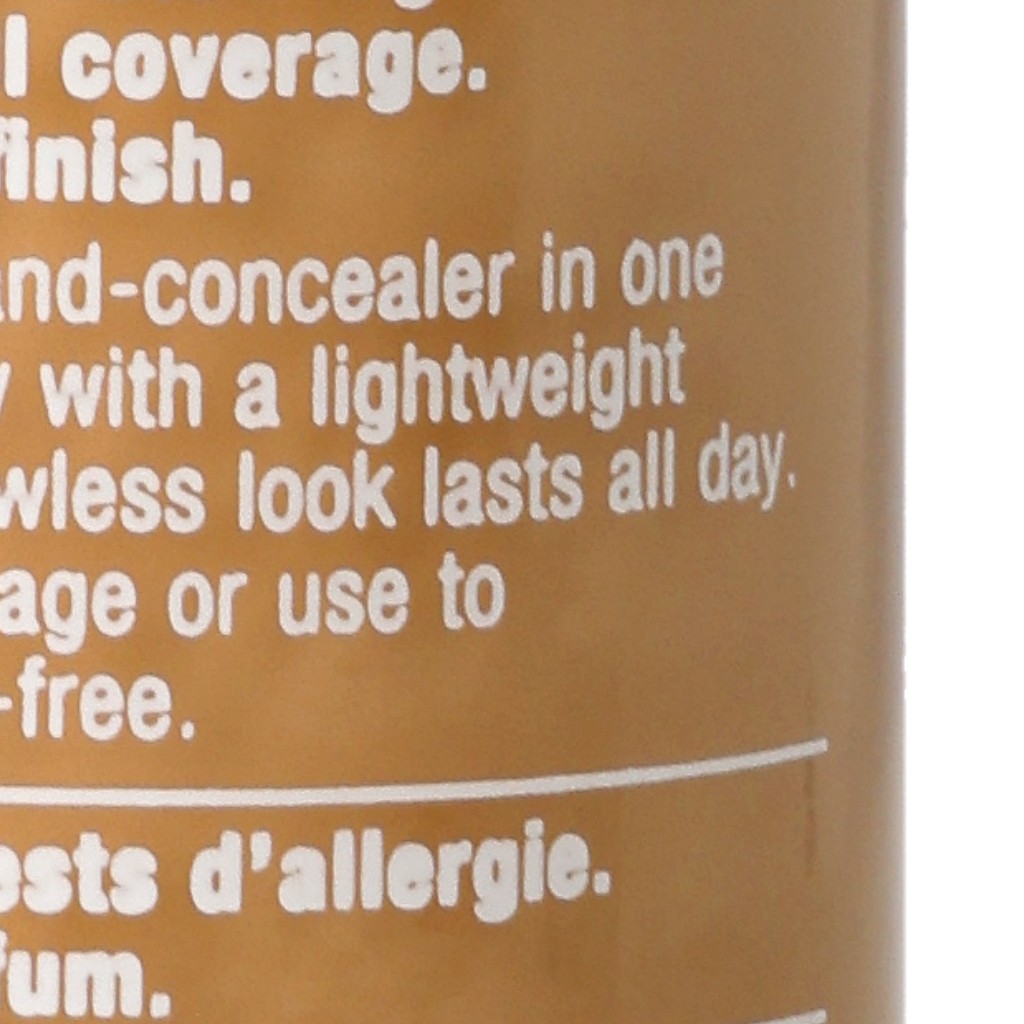 l coverage.
finish.
and-concealer in one
with a lightweight
wless look lasts all day.
age or use to
-free.
ests d'allergie.
fum.